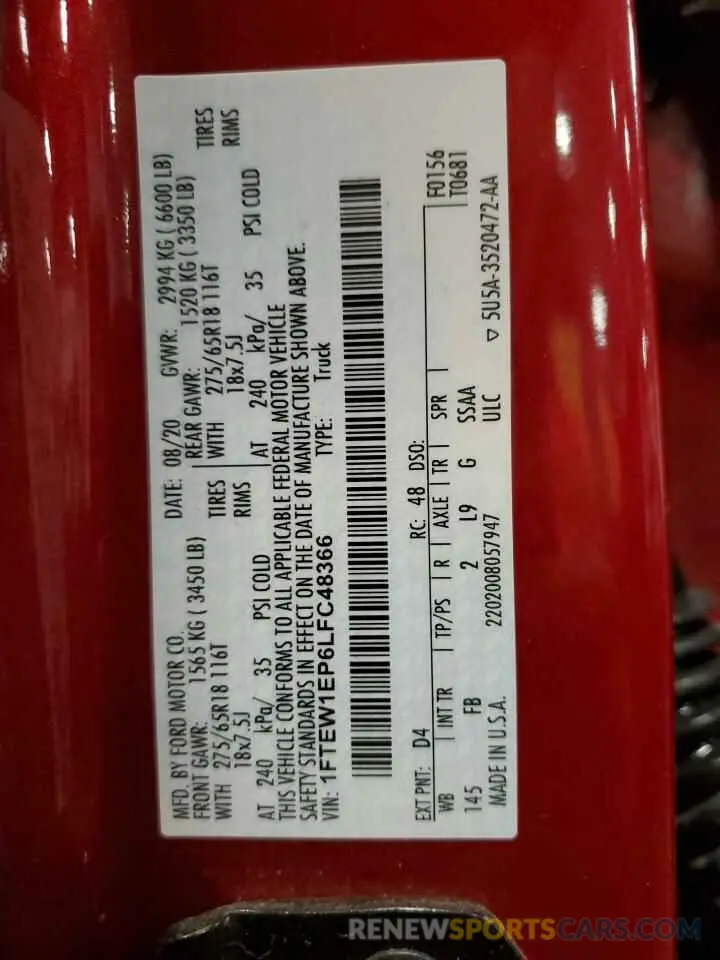 MFD. BY FORD MOTOR CO.
DATE: 08/20 GVWR: 2994 KG ( 6600 LB)
FRONT GAWR: 1565 KG ( 3450 LB) REAR GAWR: 1520 KG ( 3350 LB)
WITH 275/65R18 116T TIRES WITH 275/65R18 116T TIRES
18x7.5J RIMS 18x7.5J RIMS
AT 240 kPa/ 35 PSI COLD AT 240 kPa/ 35 PSI COLD
THIS VEHICLE CONFORMS TO ALL APPLICABLE FEDERAL MOTOR VEHICLE
SAFETY STANDARDS IN EFFECT ON THE DATE OF MANUFACTURE SHOWN ABOVE.
VIN: 1FTEW1EP6LFC48366 TYPE: Truck
F0156
EXT PNT: D4 RC: 48 DSO: T0681
WB INT TR TP/PS R AXLE TR SPR
145 FB 2 L9 G SSAA
ULC
MADE IN U.S.A. 2202008057947 ▽ 5U5A-3520472-AA
RENEWSPORTSCARS.COM